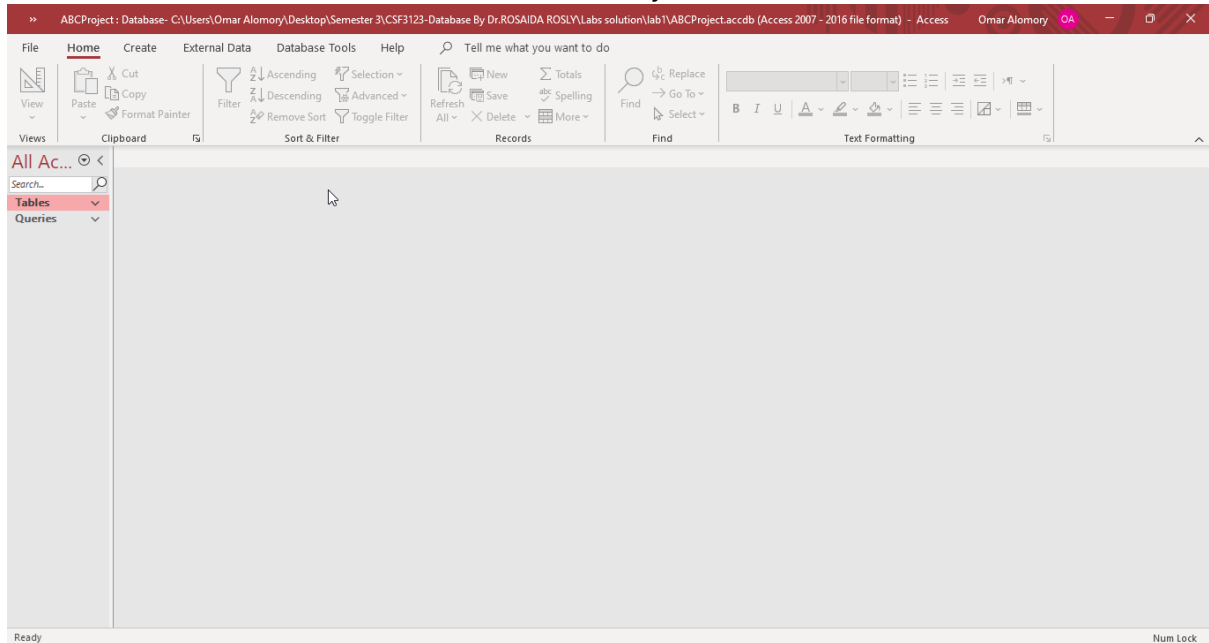 ABCProject : Database- C:\Users\Omar Alomory\Desktop\Semester 3\CSF3123-Database By Dr.ROSAIDA ROSLY\Labs solution\lab1\ABCProject.accdb (Access 2007 - 2016 file format) - Access Omar Alomory OA
File Home Create External Data Database Tools Help Tell me what you want to do
View
Views
Paste
Cut
Copy
Format Painter
Clipboard
Filter
Ascending
Descending
Remove Sort
Selection
Advanced
Toggle Filter
Sort & Filter
Refresh
All
New
Save
Delete
Totals
Spelling
More
Records
Find
Replace
Go To
Select
Find
B I U A
Text Formatting
All Ac...
Search...
Tables
Queries
Ready Num Lock